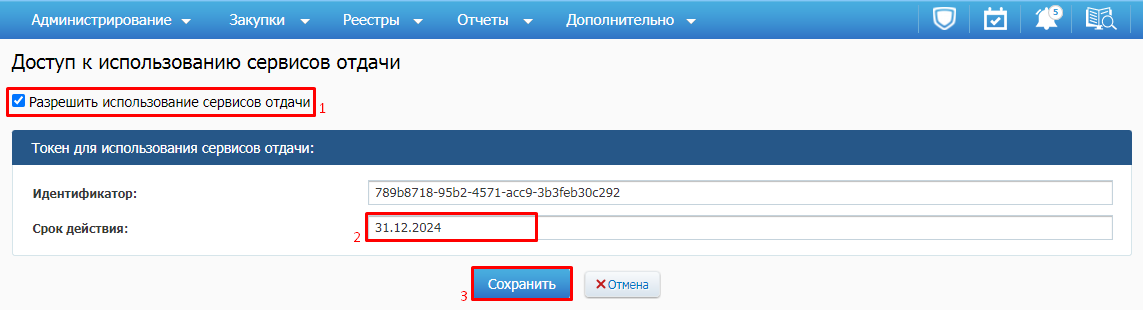 Администрирование Закупки Реестры Отчеты Дополнительно 5
Доступ к использованию сервисов отдачи
Разрешить использование сервисов отдачи 1
Токен для использования сервисов отдачи:
Идентификатор: 789b8718-95b2-4571-acc9-3b3feb30c292
Срок действия: 2 31.12.2024
3 Сохранить Отмена